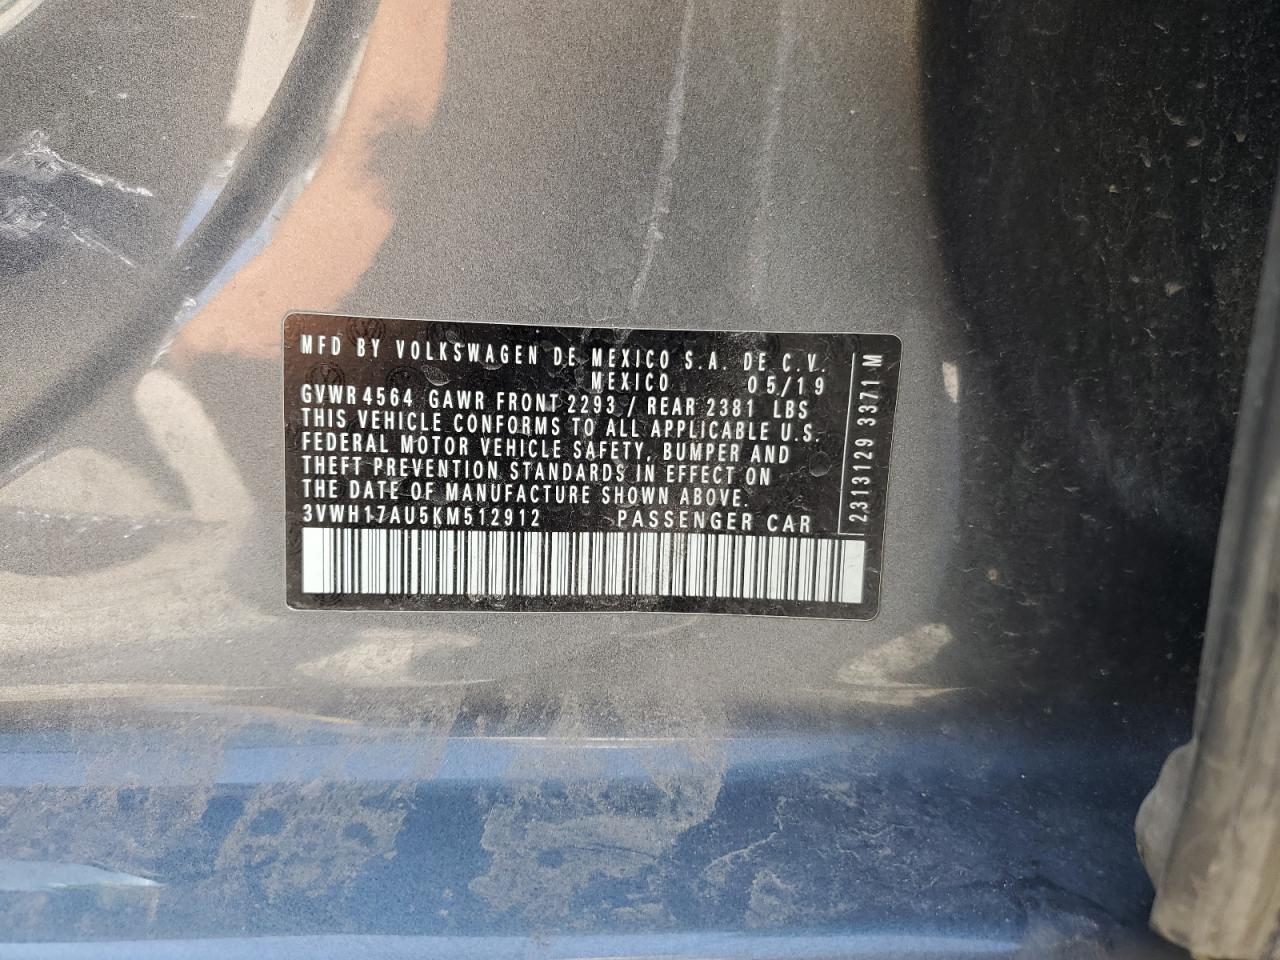 MFD BY VOLKSWAGEN DE MEXICO S.A. DE C.V.
MEXICO 05/19
GVWR 4564 GAWR FRONT 2293 / REAR 2381 LBS
THIS VEHICLE CONFORMS TO ALL APPLICABLE U.S.
FEDERAL MOTOR VEHICLE SAFETY, BUMPER AND
THEFT PREVENTION STANDARDS IN EFFECT ON
THE DATE OF MANUFACTURE SHOWN ABOVE.
3VWH17AU5KM512912 PASSENGER CAR
2313129 3371 M